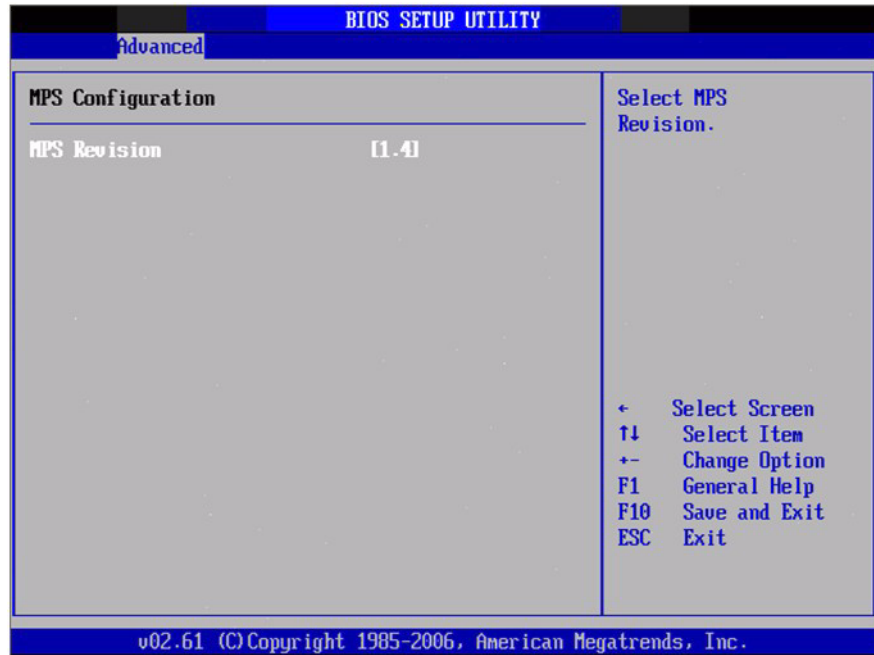 BIOS SETUP UTILITY
Advanced
MPS Configuration
MPS Revision [1.4]
Select MPS
Revision.
← Select Screen
↑↓ Select Item
+- Change Option
F1 General Help
F10 Save and Exit
ESC Exit
v02.61 (C)Copyright 1985-2006, American Megatrends, Inc.